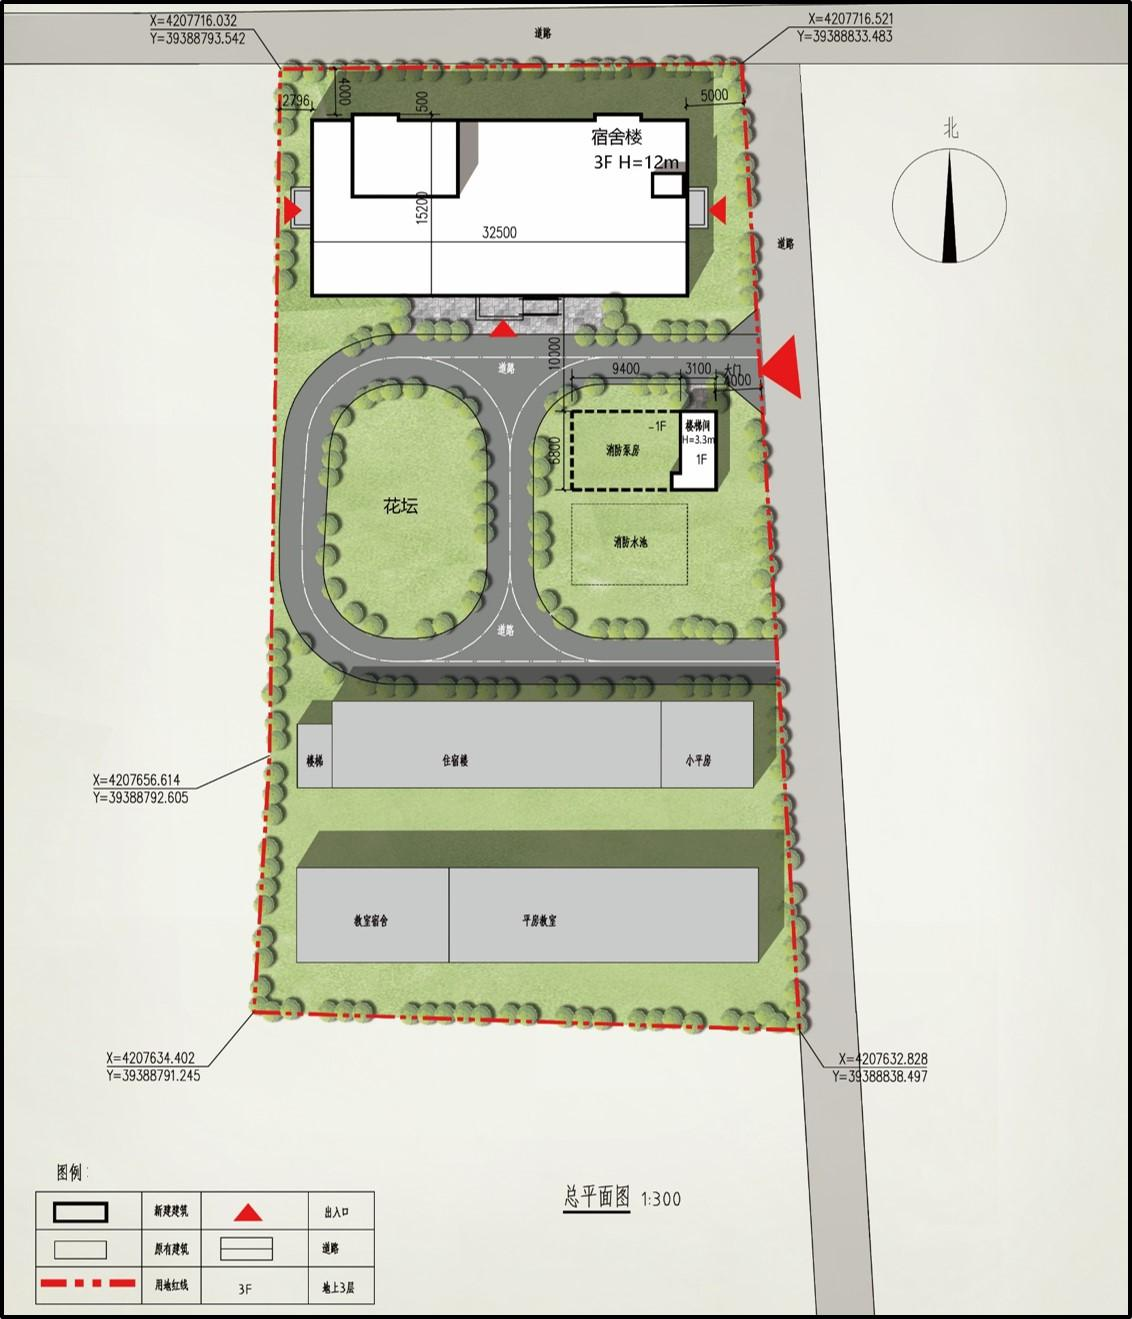 X=4207716.032
Y=39388793.542
道路
X=4207716.521
Y=39388833.483
2796
4000
500
5000
宿舍楼
3F H=12m
15200
32500
北
道路
10000
道路
9400
3100
大门
4000
6800
-1F
消防泵房
楼梯间
H=3.3m
1F
花坛
消防水池
道路
楼梯
住宿楼
小平房
X=4207656.614
Y=39388792.605
教室宿舍
平房教室
X=4207634.402
Y=39388791.245
X=4207632.828
Y=39388838.497
图例:
新建建筑
出入口
原有建筑
道路
用地红线
3F
地上3层
总平面图 1:300